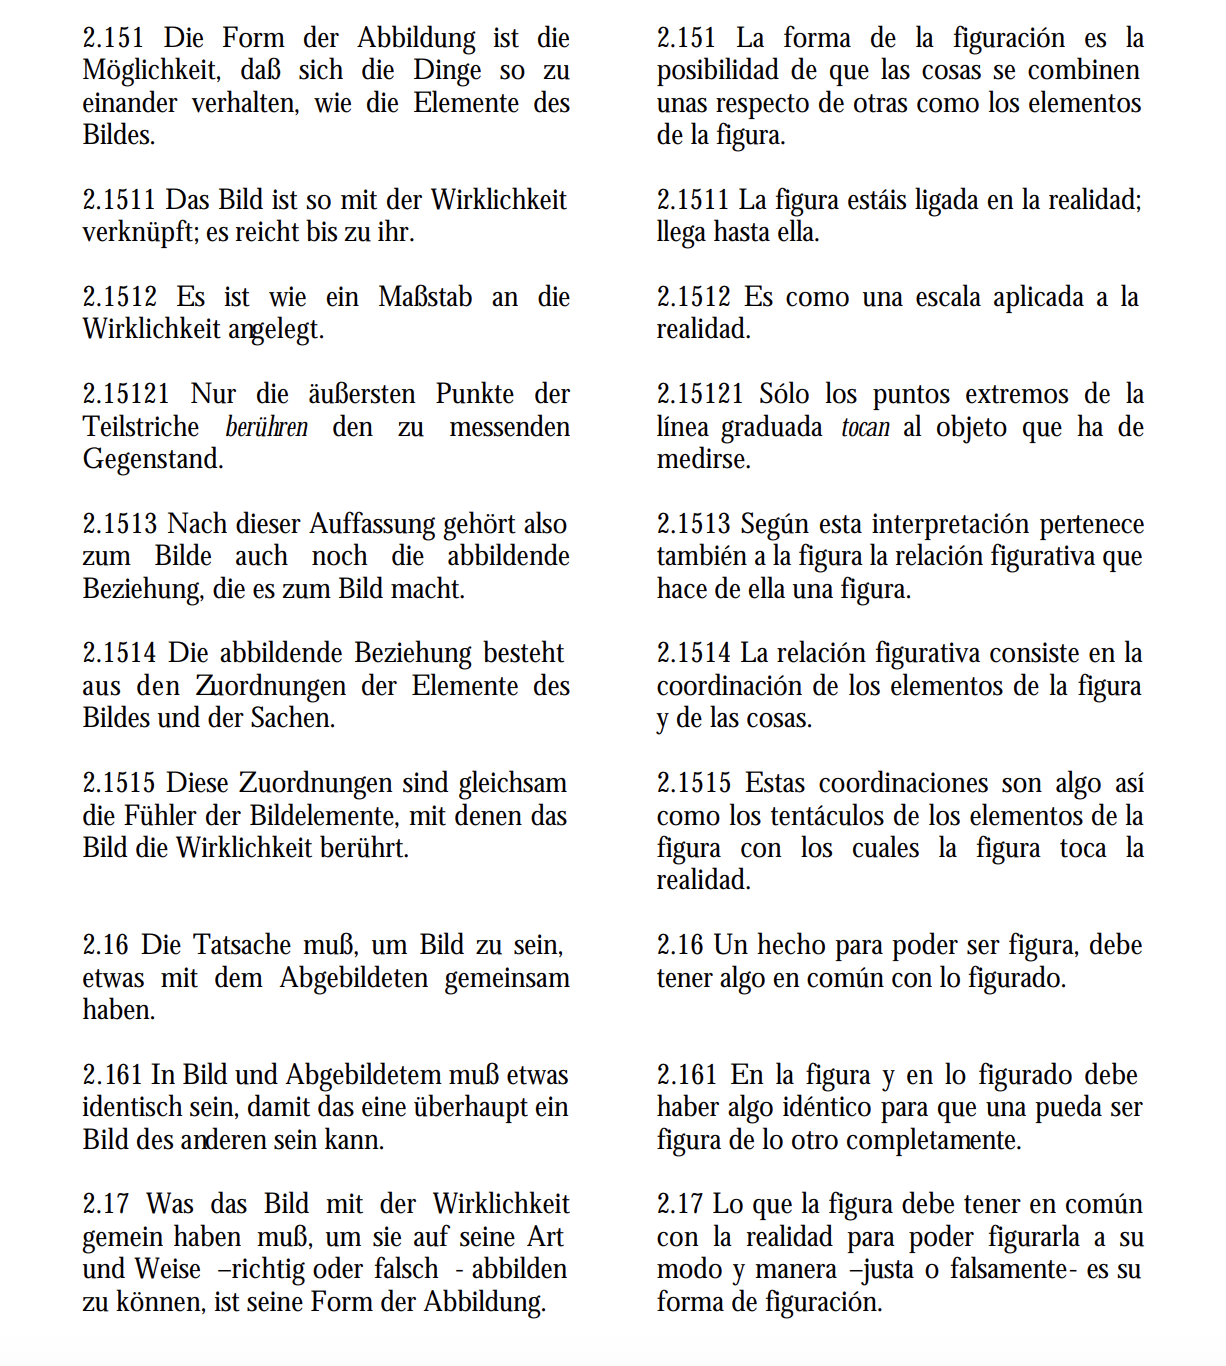 2.151 Die Form der Abbildung ist die
Möglichkeit, daß sich die Dinge so zu
einander verhalten, wie die Elemente des
Bildes.
2.1511 Das Bild ist so mit der Wirklichkeit
verknüpft; es reicht bis zu ihr.
2.1512 Es ist wie ein Maßstab an die
Wirklichkeit angelegt.
2.15121 Nur die äußersten Punkte der
Teilstriche berühren den zu messenden
Gegenstand.
2.1513 Nach dieser Auffassung gehört also
zum Bilde auch noch die abbildende
Beziehung, die es zum Bild macht.
2.1514 Die abbildende Beziehung besteht
aus den Zuordnungen der Elemente des
Bildes und der Sachen.
2.1515 Diese Zuordnungen sind gleichsam
die Fühler der Bildelemente, mit denen das
Bild die Wirklichkeit berührt.
2.16 Die Tatsache muß, um Bild zu sein,
etwas mit dem Abgebildeten gemeinsam
haben.
2.161 In Bild und Abgebildetem muß etwas
identisch sein, damit das eine überhaupt ein
Bild des anderen sein kann.
2.17 Was das Bild mit der Wirklichkeit
gemein haben muß, um sie auf seine Art
und Weise –richtig oder falsch - abbilden
zu können, ist seine Form der Abbildung.
2.151 La forma de la figuración es la
posibilidad de que las cosas se combinen
unas respecto de otras como los elementos
de la figura.
2.1511 La figura estáis ligada en la realidad;
llega hasta ella.
2.1512 Es como una escala aplicada a la
realidad.
2.15121 Sólo los puntos extremos de la
línea graduada tocan al objeto que ha de
medirse.
2.1513 Según esta interpretación pertenece
también a la figura la relación figurativa que
hace de ella una figura.
2.1514 La relación figurativa consiste en la
coordinación de los elementos de la figura
y de las cosas.
2.1515 Estas coordinaciones son algo así
como los tentáculos de los elementos de la
figura con los cuales la figura toca la
realidad.
2.16 Un hecho para poder ser figura, debe
tener algo en común con lo figurado.
2.161 En la figura y en lo figurado debe
haber algo idéntico para que una pueda ser
figura de lo otro completamente.
2.17 Lo que la figura debe tener en común
con la realidad para poder figurarla a su
modo y manera –justa o falsamente- es su
forma de figuración.